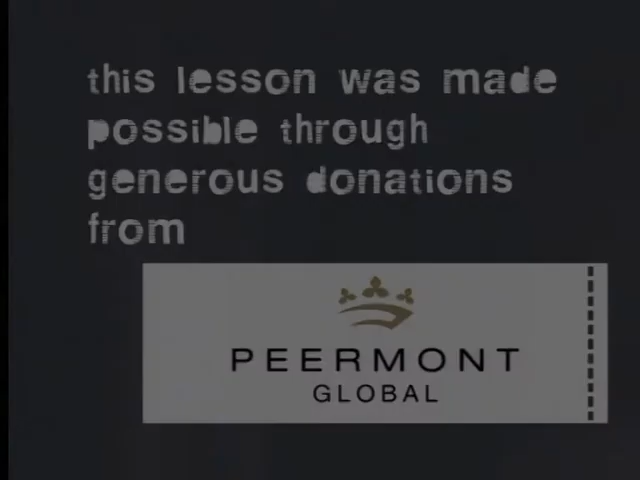 this lesson was made
possible through
generous donations
from
PEERMONT
GLOBAL